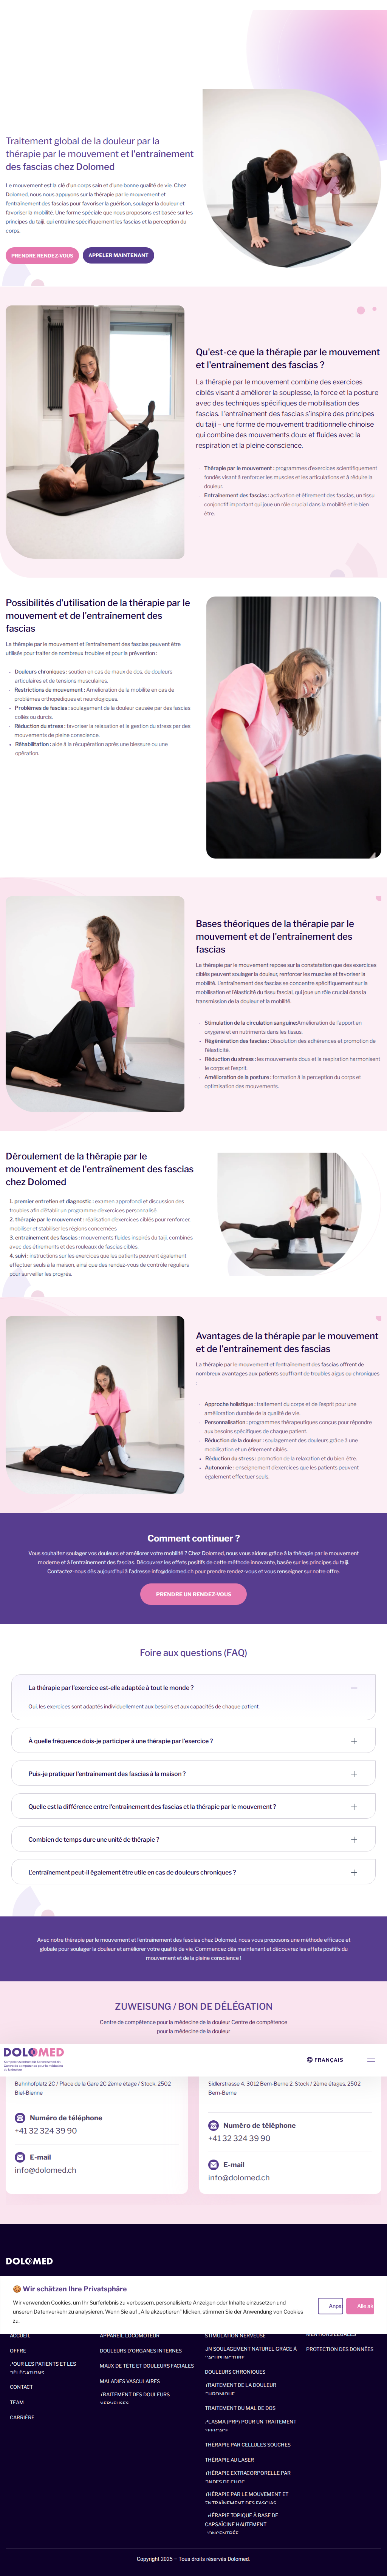 Traitement global de la douleur par la
thérapie par le mouvement et l'entraînement
des fascias chez Dolomed
Le mouvement est la clé d'un corps sain et d'une bonne qualité de vie. Chez
Dolomed, nous nous appuyons sur la thérapie par le mouvement et
l'entraînement des fascias pour favoriser la guérison, soulager la douleur et
favoriser la mobilité. Une forme spéciale que nous proposons est basée sur les
principes du taiji, qui entraîne spécifiquement les fascias et la perception du
corps.
PRENDRE RENDEZ-VOUS
APPELER MAINTENANT
Qu'est-ce que la thérapie par le mouvement
et l'entraînement des fascias ?
La thérapie par le mouvement combine des exercices
ciblés visant à améliorer la souplesse, la force et la posture
avec des techniques spécifiques de mobilisation des
fascias. L'entraînement des fascias s'inspire des principes
du taiji – une forme de mouvement traditionnelle chinoise
qui combine des mouvements doux et fluides avec la
respiration et la pleine conscience.
Thérapie par le mouvement : programmes d'exercices scientifiquement
fondés visant à renforcer les muscles et les articulations et à réduire la
douleur.
Entraînement des fascias : activation et étirement des fascias, un tissu
conjonctif important qui joue un rôle crucial dans la mobilité et le bien-
être.
Possibilités d'utilisation de la thérapie par le
mouvement et de l'entraînement des
fascias
La thérapie par le mouvement et l'entraînement des fascias peuvent être
utilisés pour traiter de nombreux troubles et pour la prévention :
Douleurs chroniques : soutien en cas de maux de dos, de douleurs
articulaires et de tensions musculaires.
Restrictions de mouvement : Amélioration de la mobilité en cas de
problèmes orthopédiques et neurologiques.
Problèmes de fascias : soulagement de la douleur causée par des fascias
collés ou durcis.
Réduction du stress : favoriser la relaxation et la gestion du stress par des
mouvements de pleine conscience.
Réhabilitation : aide à la récupération après une blessure ou une
opération.
Bases théoriques de la thérapie par le
mouvement et de l'entraînement des
fascias
La thérapie par le mouvement repose sur la constatation que des exercices
ciblés peuvent soulager la douleur, renforcer les muscles et favoriser la
mobilité. L'entraînement des fascias se concentre spécifiquement sur la
mobilisation et l'élasticité du tissu fascial, qui joue un rôle crucial dans la
transmission de la douleur et la mobilité.
Stimulation de la circulation sanguine:Amélioration de l'apport en
oxygène et en nutriments dans les tissus.
Régénération des fascias : Dissolution des adhérences et promotion de
l'élasticité.
Réduction du stress : les mouvements doux et la respiration harmonisent
le corps et l'esprit.
Amélioration de la posture : formation à la perception du corps et
optimisation des mouvements.
Déroulement de la thérapie par le
mouvement et de l'entraînement des fascias
chez Dolomed
1. premier entretien et diagnostic : examen approfondi et discussion des
troubles afin d'établir un programme d'exercices personnalisé.
2. thérapie par le mouvement : réalisation d'exercices ciblés pour renforcer,
mobiliser et stabiliser les régions concernées
3. entraînement des fascias : mouvements fluides inspirés du taiji, combinés
avec des étirements et des rouleaux de fascias ciblés.
4. suivi : instructions sur les exercices que les patients peuvent également
effectuer seuls à la maison, ainsi que des rendez-vous de contrôle réguliers
pour surveiller les progrès.
Avantages de la thérapie par le mouvement
et de l'entraînement des fascias
La thérapie par le mouvement et l'entraînement des fascias offrent de
nombreux avantages aux patients souffrant de troubles aigus ou chroniques
:
Approche holistique : traitement du corps et de l'esprit pour une
amélioration durable de la qualité de vie.
Personnalisation : programmes thérapeutiques conçus pour répondre
aux besoins spécifiques de chaque patient.
Réduction de la douleur : soulagement des douleurs grâce à une
mobilisation et un étirement ciblés.
Réduction du stress : promotion de la relaxation et du bien-être.
Autonomie : enseignement d'exercices que les patients peuvent
également effectuer seuls.
Comment continuer ?
Vous souhaitez soulager vos douleurs et améliorer votre mobilité ? Chez Dolomed, nous vous aidons grâce à la thérapie par le mouvement
moderne et à l'entraînement des fascias. Découvrez les effets positifs de cette méthode innovante, basée sur les principes du taiji.
Contactez-nous dès aujourd'hui à l'adresse info@dolomed.ch pour prendre rendez-vous et vous renseigner sur notre offre.
PRENDRE UN RENDEZ-VOUS
Foire aux questions (FAQ)
La thérapie par l'exercice est-elle adaptée à tout le monde ?
Oui, les exercices sont adaptés individuellement aux besoins et aux capacités de chaque patient.
À quelle fréquence dois-je participer à une thérapie par l'exercice ?
Puis-je pratiquer l'entraînement des fascias à la maison ?
Quelle est la différence entre l'entraînement des fascias et la thérapie par le mouvement ?
Combien de temps dure une unité de thérapie ?
L'entraînement peut-il également être utile en cas de douleurs chroniques ?
Avec notre thérapie par le mouvement et l'entraînement des fascias chez Dolomed, nous vous proposons une méthode efficace et
globale pour soulager la douleur et améliorer votre qualité de vie. Commencez dès maintenant et découvrez les effets positifs du
mouvement et de la pleine conscience !
ZUWEISUNG / BON DE DÉLÉGATION
Centre de compétence pour la médecine de la douleur Centre de compétence
pour la médecine de la douleur
DOLOMED
FRANÇAIS
Bahnhofplatz 2C / Place de la Gare 2C 2ème étage / Stock, 2502
Biel-Bienne
Numéro de téléphone
+41 32 324 39 90
E-mail
info@dolomed.ch
Sidlerstrasse 4, 3012 Bern-Berne 2. Stock / 2ème étages, 2502
Bern-Berne
Numéro de téléphone
+41 32 324 39 90
E-mail
info@dolomed.ch
DOLOMED
Wir schätzen Ihre Privatsphäre
Wir verwenden Cookies, um Ihr Surferlebnis zu verbessern, personalisierte Anzeigen oder Inhalte einzusetzen und
unseren Datenverkehr zu analysieren. Wenn Sie auf „Alle akzeptieren" klicken, stimmen Sie der Anwendung von Cookies
zu.
ACCUEIL
OFFRE
POUR LES PATIENTS ET LES
DÉLÉGATIONS
CONTACT
TEAM
CARRIÈRE
APPAREIL LOCOMOTEUR
DOULEURS D'ORGANES INTERNES
MAUX DE TÊTE ET DOULEURS FACIALES
MALADIES VASCULAIRES
TRAITEMENT DES DOULEURS
NERVEUSES
STIMULATION NERVEUSE
UN SOULAGEMENT NATUREL GRÂCE À
L'ACUPUNCTURE
DOULEURS CHRONIQUES
TRAITEMENT DE LA DOULEUR
CHRONIQUE
TRAITEMENT DU MAL DE DOS
PLASMA (PRP) POUR UN TRAITEMENT
EFFICACE
THÉRAPIE PAR CELLULES SOUCHES
THÉRAPIE AU LASER
THÉRAPIE EXTRACORPORELLE PAR
ONDES DE CHOC
THÉRAPIE PAR LE MOUVEMENT ET
ENTRAÎNEMENT DES FASCIAS
THÉRAPIE TOPIQUE À BASE DE
CAPSAÏCINE HAUTEMENT
CONCENTRÉE
MENTIONS LÉGALES
PROTECTION DES DONNÉES
Copyright 2025 – Tous droits réservés Dolomed.